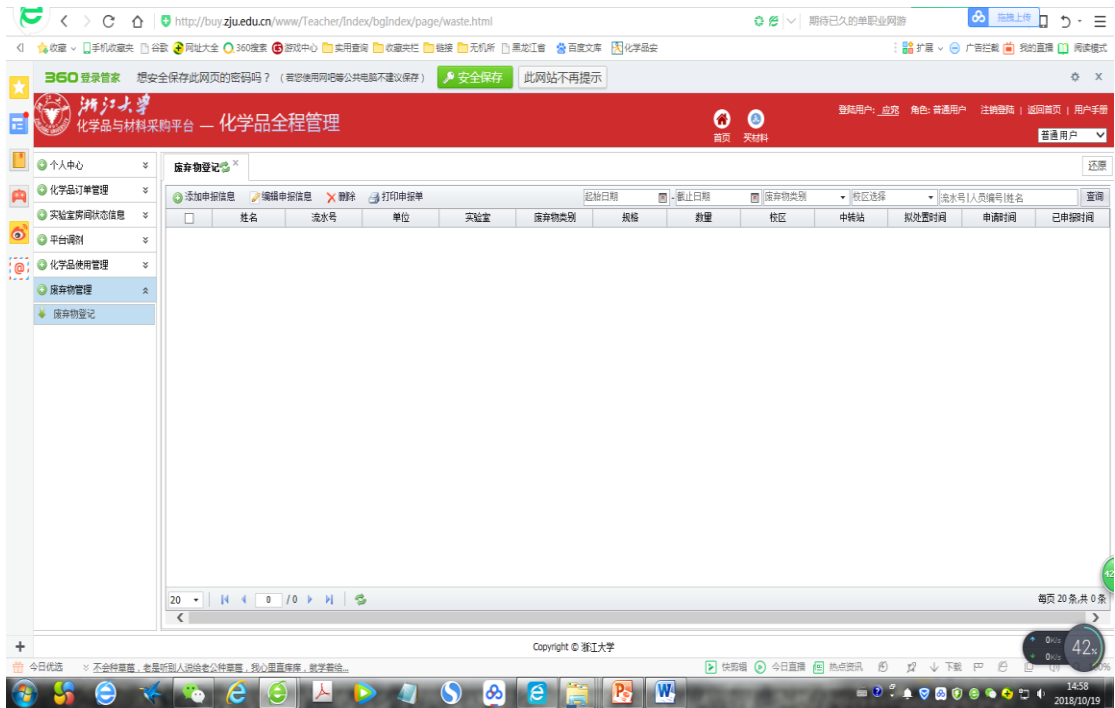 http://buy.zju.edu.cn/www/Teacher/Index/bgIndex/page/waste.html
期待已久的单职业网游
拖拽上传
收藏 手机收藏夹 谷歌 网址大全 360搜索 游戏中心 实用查询 收藏夹栏 链接 无机所 黑龙江省 百度文库 化学品安
扩展 广告拦截 我的直播 阅读模式
360 登录管家 想安全保存此网页的密码吗？（若您使用网吧等公共电脑不建议保存） 安全保存 此网站不再提示
浙江大学
化学品与材料采购平台 — 化学品全程管理
首页 买材料
登陆用户: 应窕 角色: 普通用户 注销登陆 | 返回首页 | 用户手册
普通用户
个人中心
化学品订单管理
实验室房间状态信息
平台调剂
化学品使用管理
废弃物管理
废弃物登记
废弃物登记
还原
添加申报信息 编辑申报信息 删除 打印申报单
起始日期 - 截止日期 废弃物类别 校区选择 流水号|人员编号|姓名 查询
姓名 流水号 单位 实验室 废弃物类别 规格 数量 校区 中转站 拟处置时间 申请时间 已申报时间
20 0 / 0
每页 20 条,共 0 条
Copyright © 浙江大学
0K/s
0K/s
42%
今日优选 不会种草莓，老是听别人说给老公种草莓，我心里直痒痒，就学着给...
快剪辑 今日直播 热点资讯 下载
14:58
2018/10/19